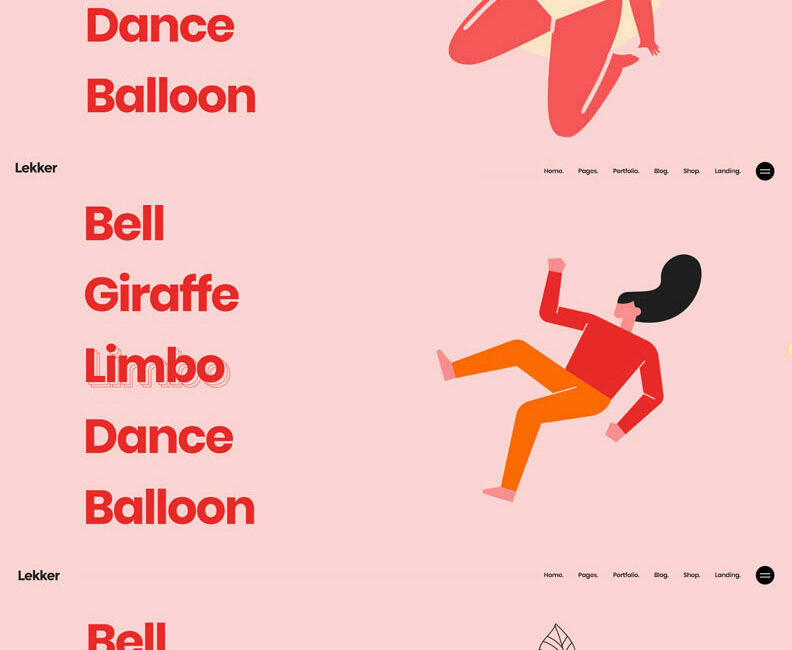 Dance
Balloon
Lekker
Home. Pages. Portfolio. Blog. Shop. Landing.
Bell
Giraffe
Limbo
Dance
Balloon
Lekker
Home. Pages. Portfolio. Blog. Shop. Landing.
Bell